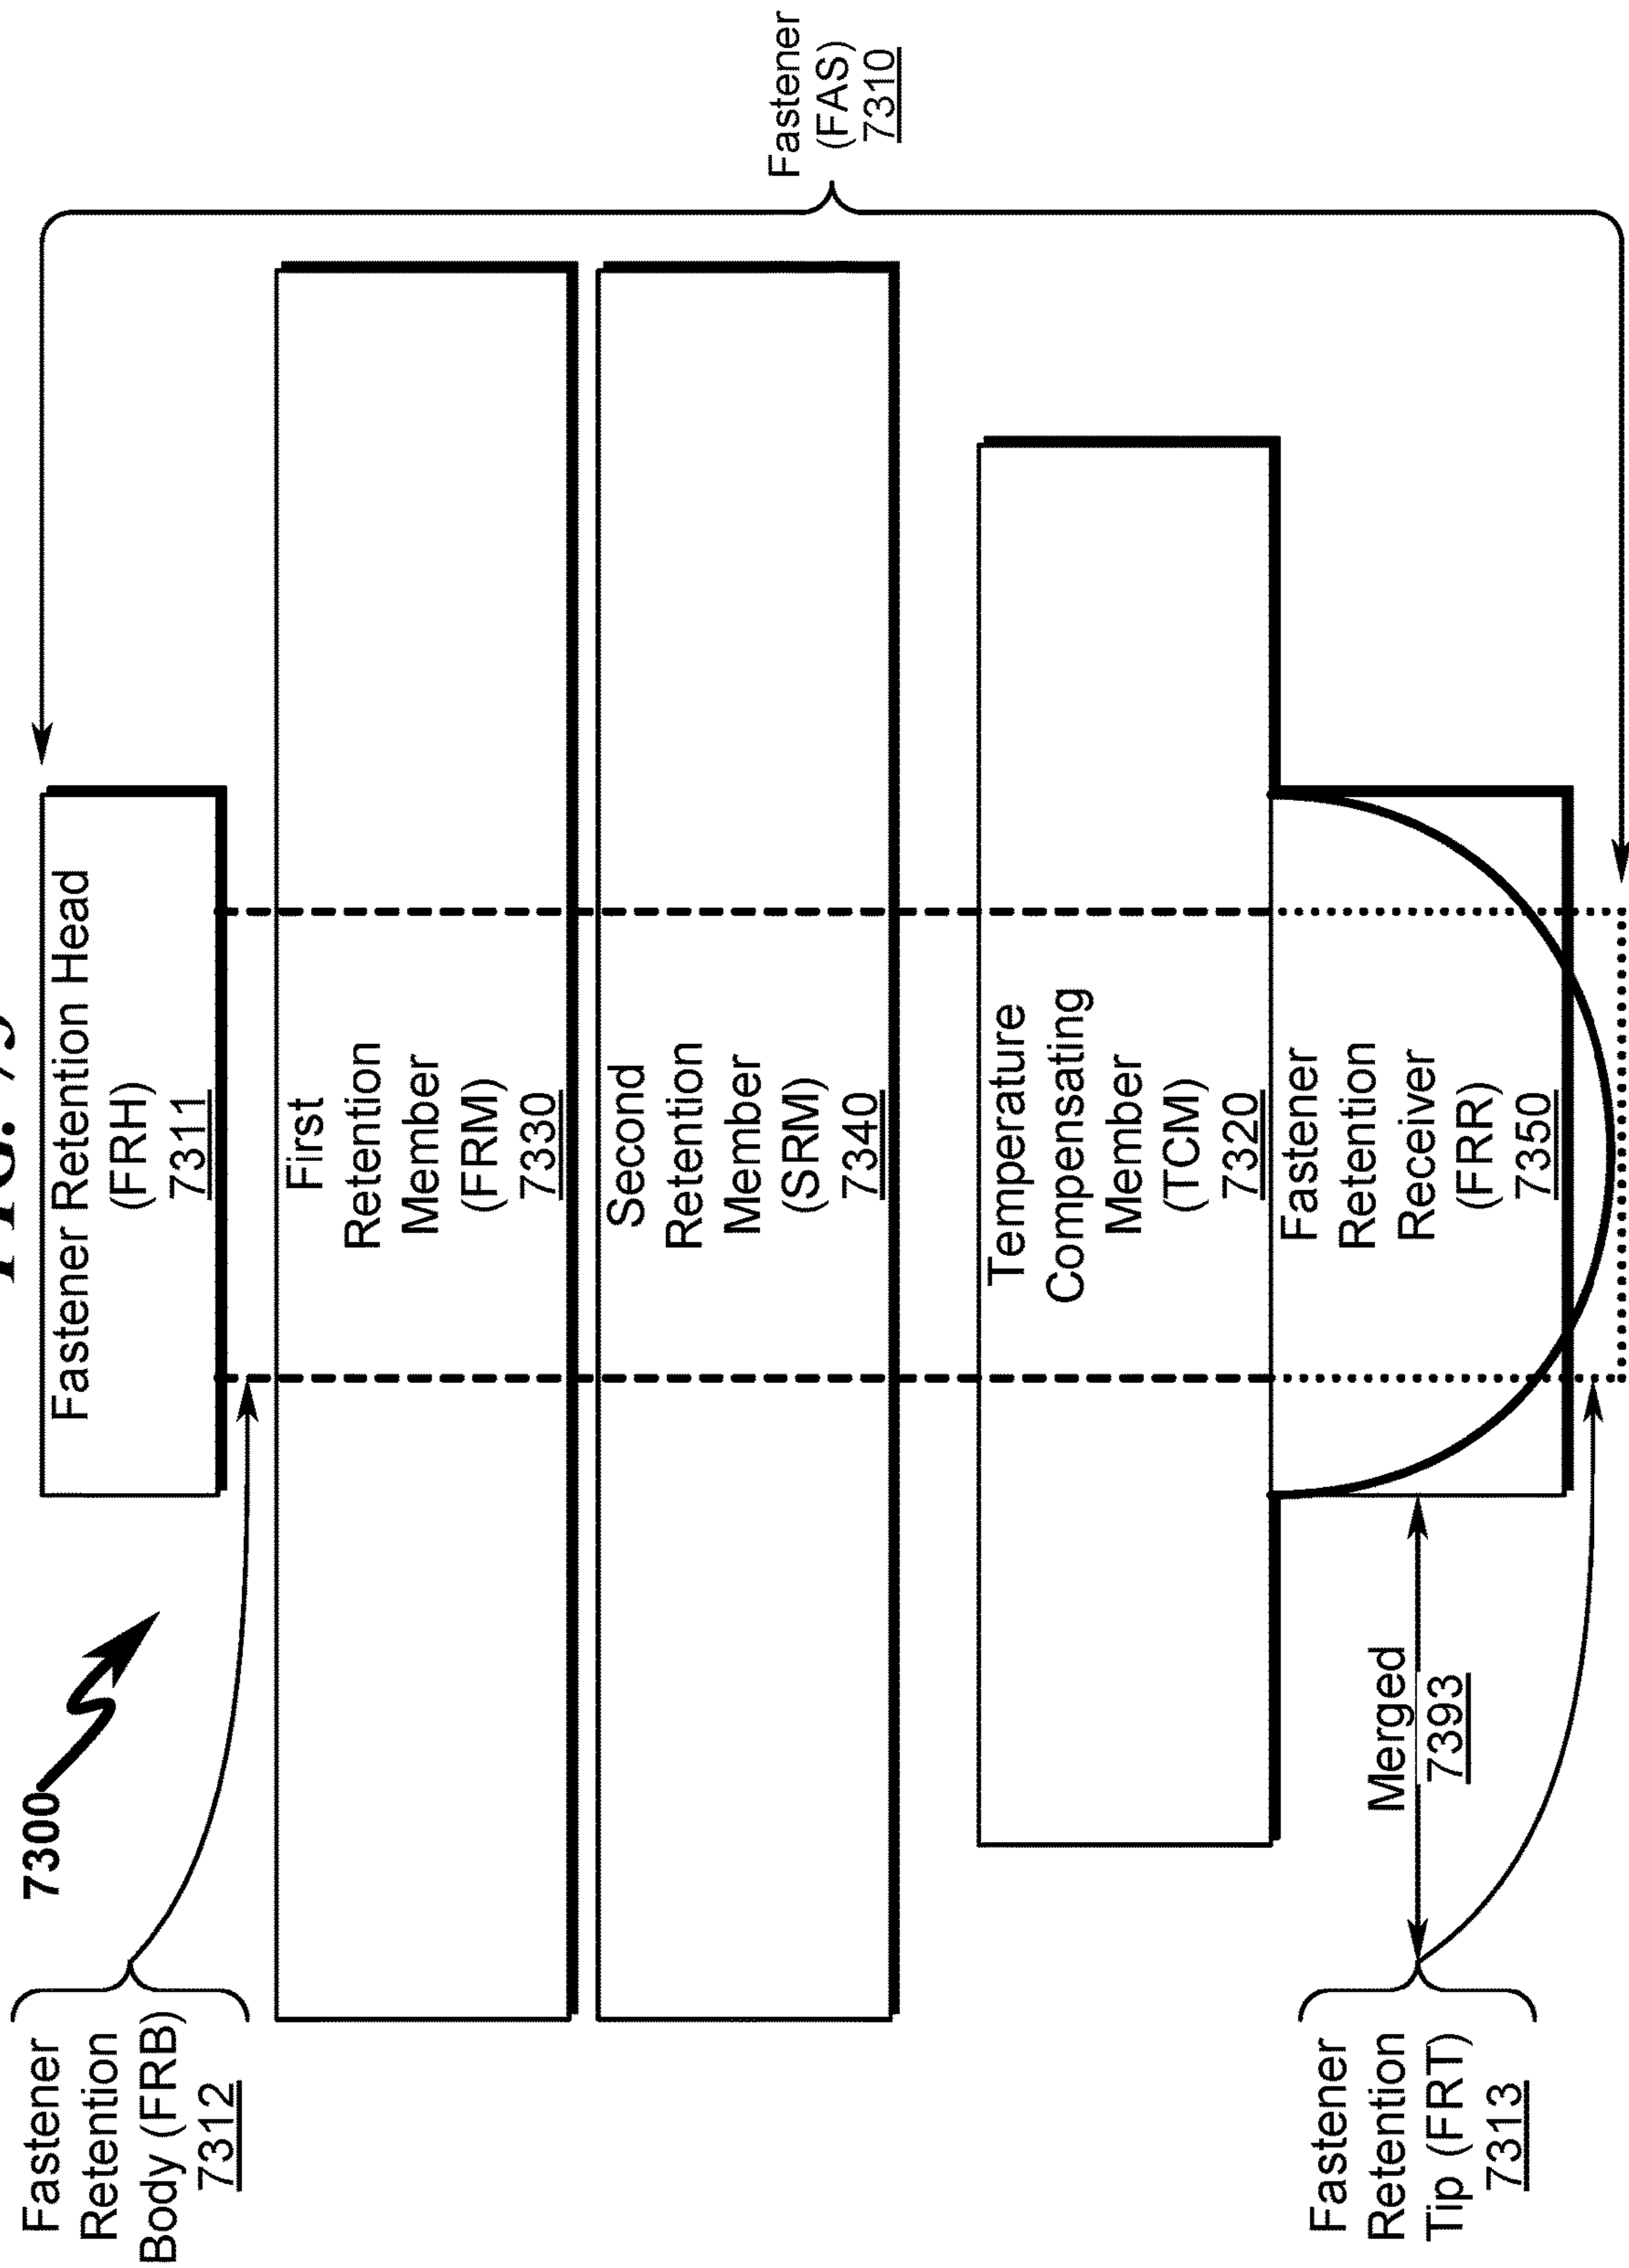 7300
Fastener
Retention
Body (FRB)
7312
Fastener Retention Head
(FRH)
7311
First
Retention
Member
(FRM)
7330
Second
Retention
Member
(SRM)
7340
Fastener
(FAS)
7310
Temperature
Compensating
Member
(TCM)
7320
Fastener
Retention
Receiver
(FRR)
7350
Merged
7393
Fastener
Retention
Tip (FRT)
7313